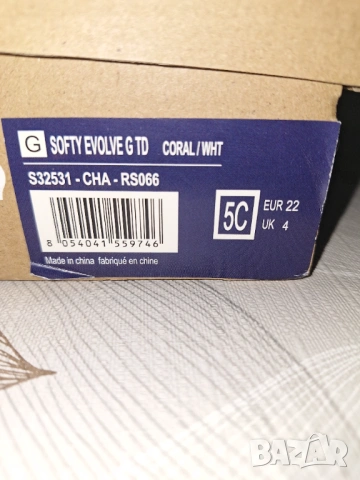 G SOFTY EVOLVE G TD CORAL / WHT
S32531 - CHA - RS066
8 054041 559746
5C EUR 22
UK 4
Made in china fabriqué en chine
BAZAR